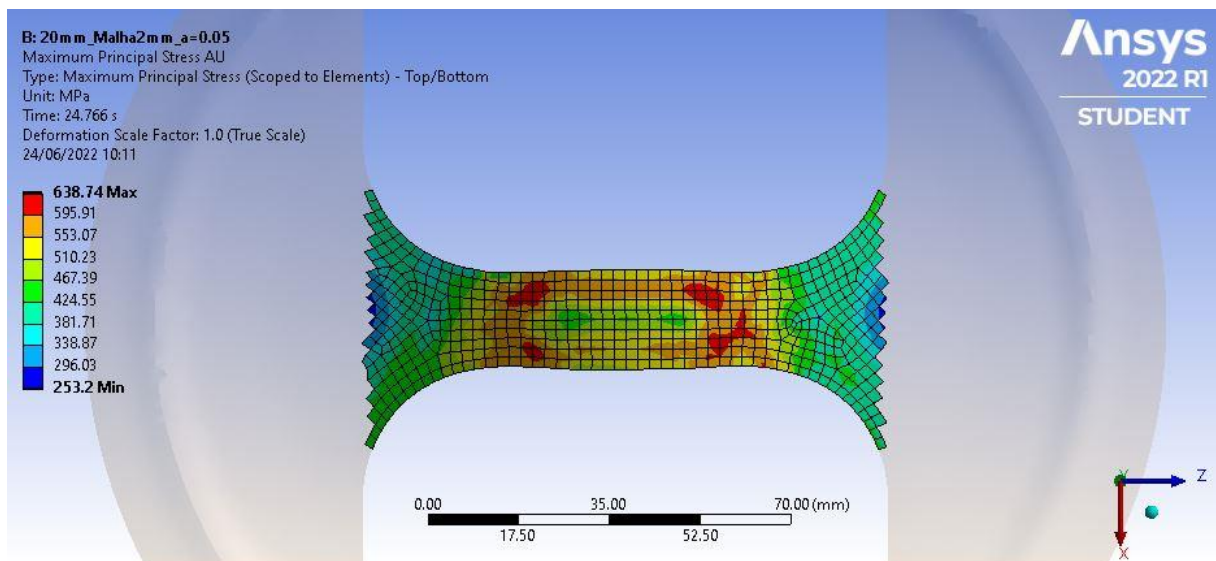 B: 20mm_Malha2mm_a=0.05
Maximum Principal Stress AU
Type: Maximum Principal Stress (Scoped to Elements) - Top/Bottom
Unit: MPa
Time: 24.766 s
Deformation Scale Factor: 1.0 (True Scale)
24/06/2022 10:11
638.74 Max
595.91
553.07
510.23
467.39
424.55
381.71
338.87
296.03
253.2 Min
Ansys
2022 R1
STUDENT
0.00 35.00 70.00 (mm)
17.50 52.50
Y
Z
X